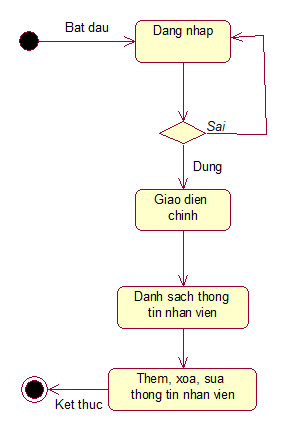 Bat dau
Dang nhap
Sai
Dung
Giao dien
chinh
Danh sach thong
tin nhan vien
Them, xoa, sua
thong tin nhan vien
Ket thuc